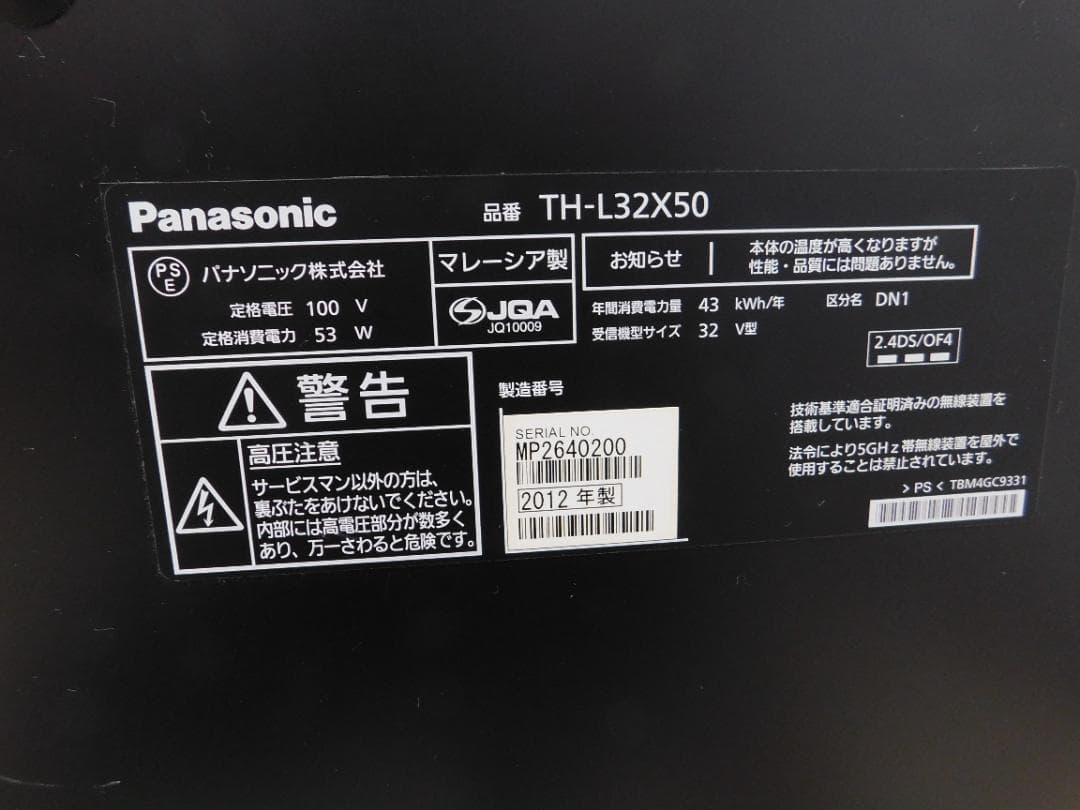 Panasonic
品番 TH-L32X50
PS
E
パナソニック株式会社
定格電圧 100 V
定格消費電力 53 W
マレーシア製
JQA
JQ10009
お知らせ
本体の温度が高くなりますが
性能・品質には問題ありません。
年間消費電力量 43 kWh/年 区分名 DN1
受信機型サイズ 32 V型
2.4DS/OF4
警告
高圧注意
サービスマン以外の方は、
裏ぶたをあけないでください。
内部には高電圧部分が数多く
あり、万一さわると危険です。
製造番号
SERIAL NO.
MP2640200
2012 年製
技術基準適合証明済みの無線装置を
搭載しています。
法令により5GHz帯無線装置を屋外で
使用することは禁止されています。
> PS < TBM4GC9331